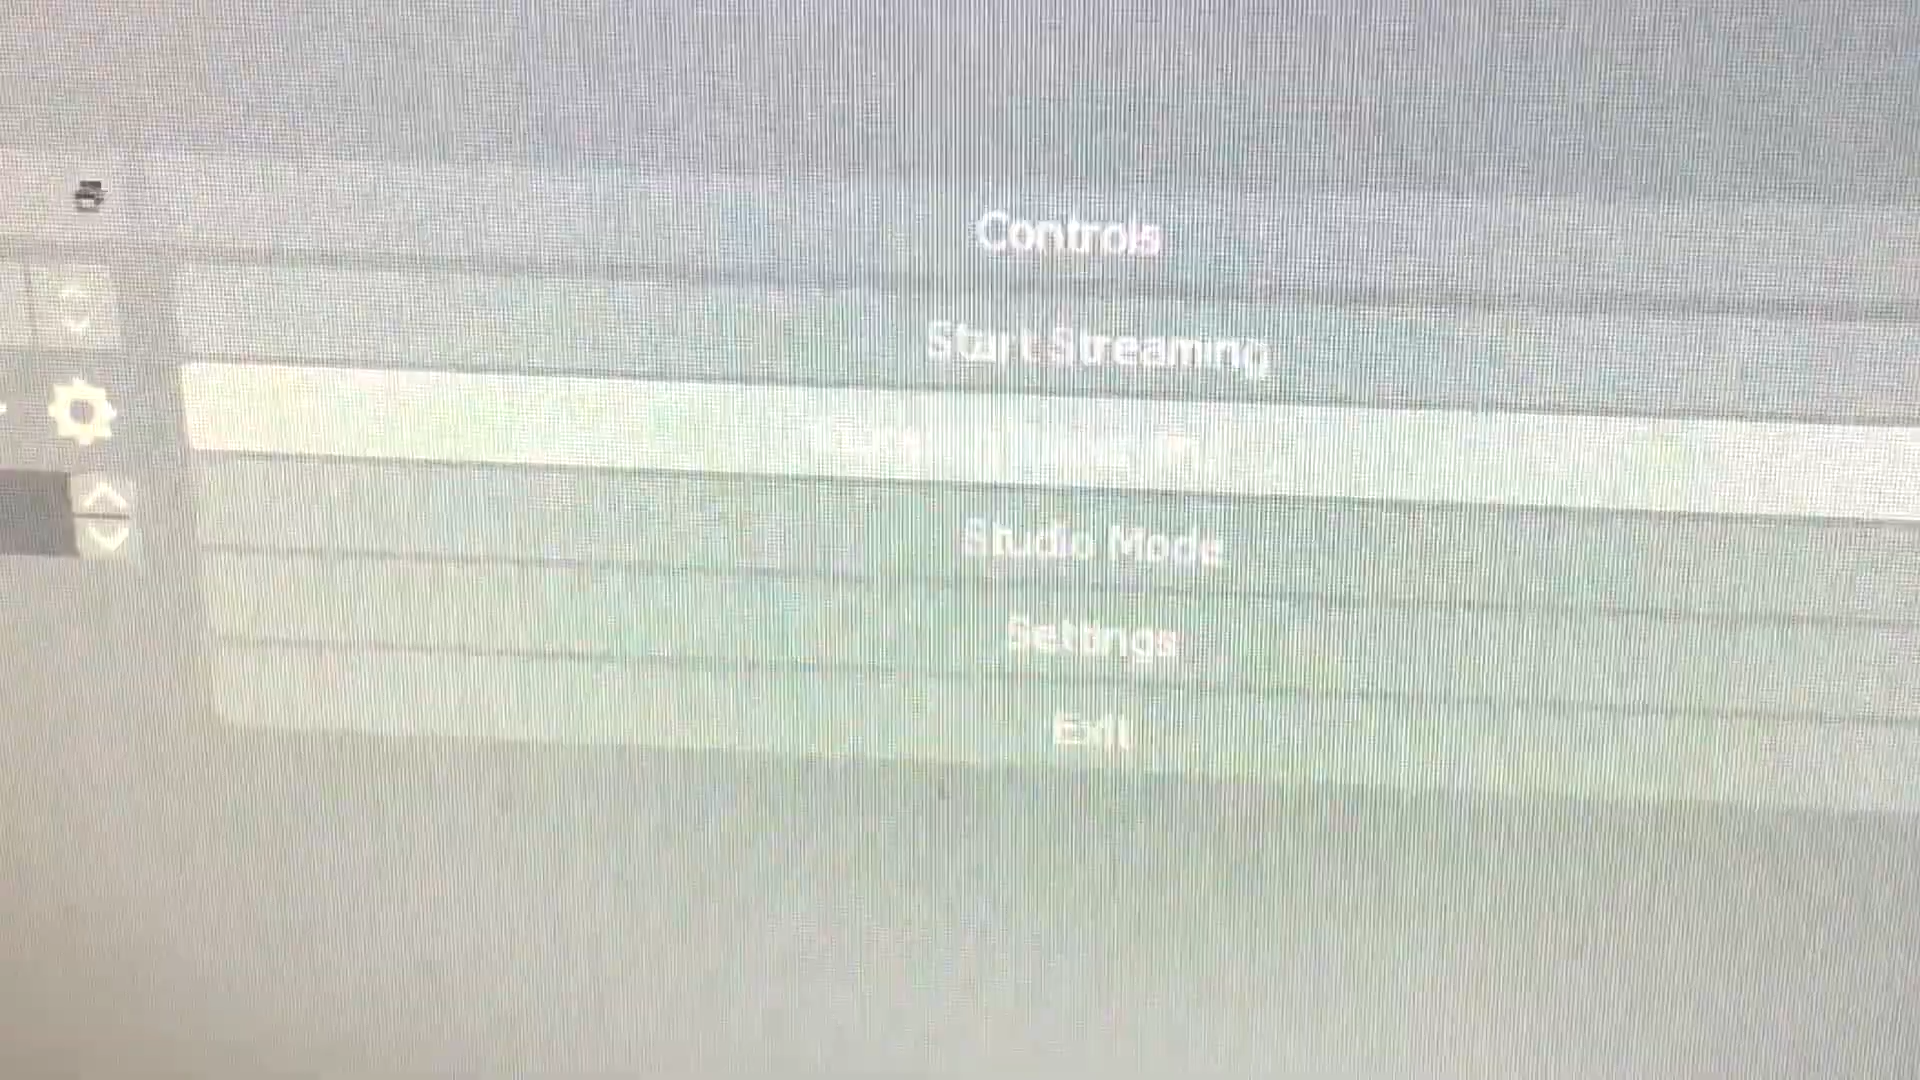 Controls
Start Streaming
Studio Mode
Settings
Exit